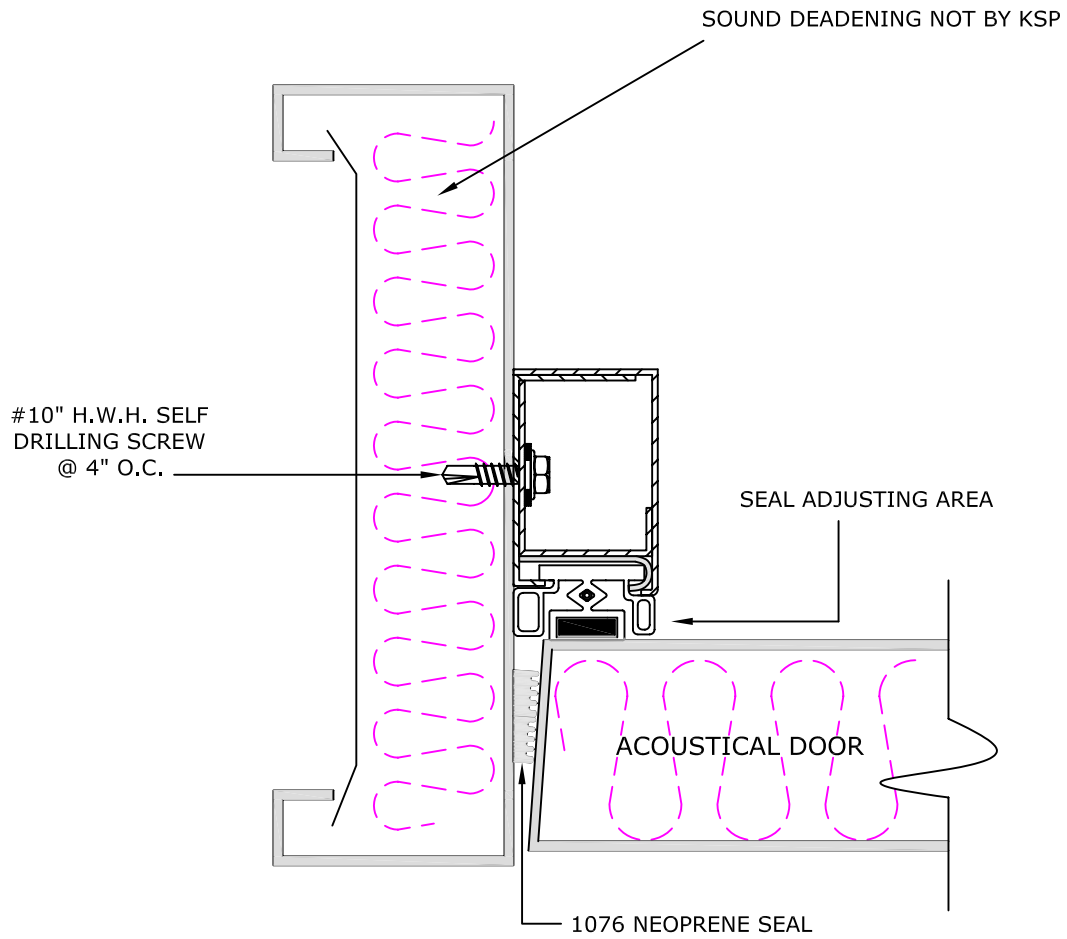 SOUND DEADENING NOT BY KSP
#10" H.W.H. SELF
DRILLING SCREW
@ 4" O.C.
SEAL ADJUSTING AREA
ACOUSTICAL DOOR
1076 NEOPRENE SEAL